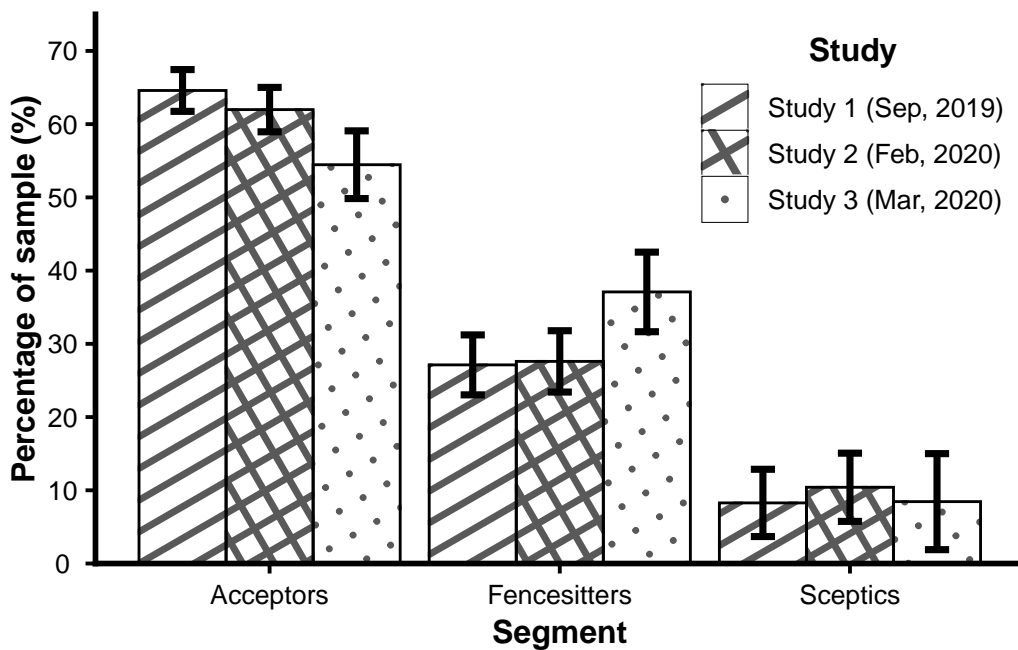 Percentage of sample (%)
70
60
50
40
30
20
10
0
Study
Study 1 (Sep, 2019)
Study 2 (Feb, 2020)
Study 3 (Mar, 2020)
Acceptors
Fencesitters
Sceptics
Segment